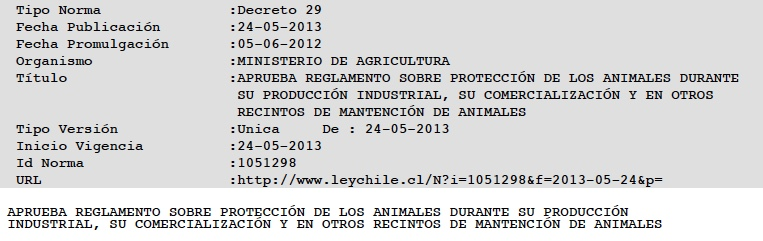 Tipo Norma :Decreto 29
Fecha Publicación :24-05-2013
Fecha Promulgación :05-06-2012
Organismo :MINISTERIO DE AGRICULTURA
Título :APRUEBA REGLAMENTO SOBRE PROTECCIÓN DE LOS ANIMALES DURANTE
SU PRODUCCIÓN INDUSTRIAL, SU COMERCIALIZACIÓN Y EN OTROS
RECINTOS DE MANTENCIÓN DE ANIMALES
Tipo Versión :Unica De : 24-05-2013
Inicio Vigencia :24-05-2013
Id Norma :1051298
URL :http://www.leychile.cl/N?i=1051298&f=2013-05-24&p=
APRUEBA REGLAMENTO SOBRE PROTECCIÓN DE LOS ANIMALES DURANTE SU PRODUCCIÓN
INDUSTRIAL, SU COMERCIALIZACIÓN Y EN OTROS RECINTOS DE MANTENCIÓN DE ANIMALES